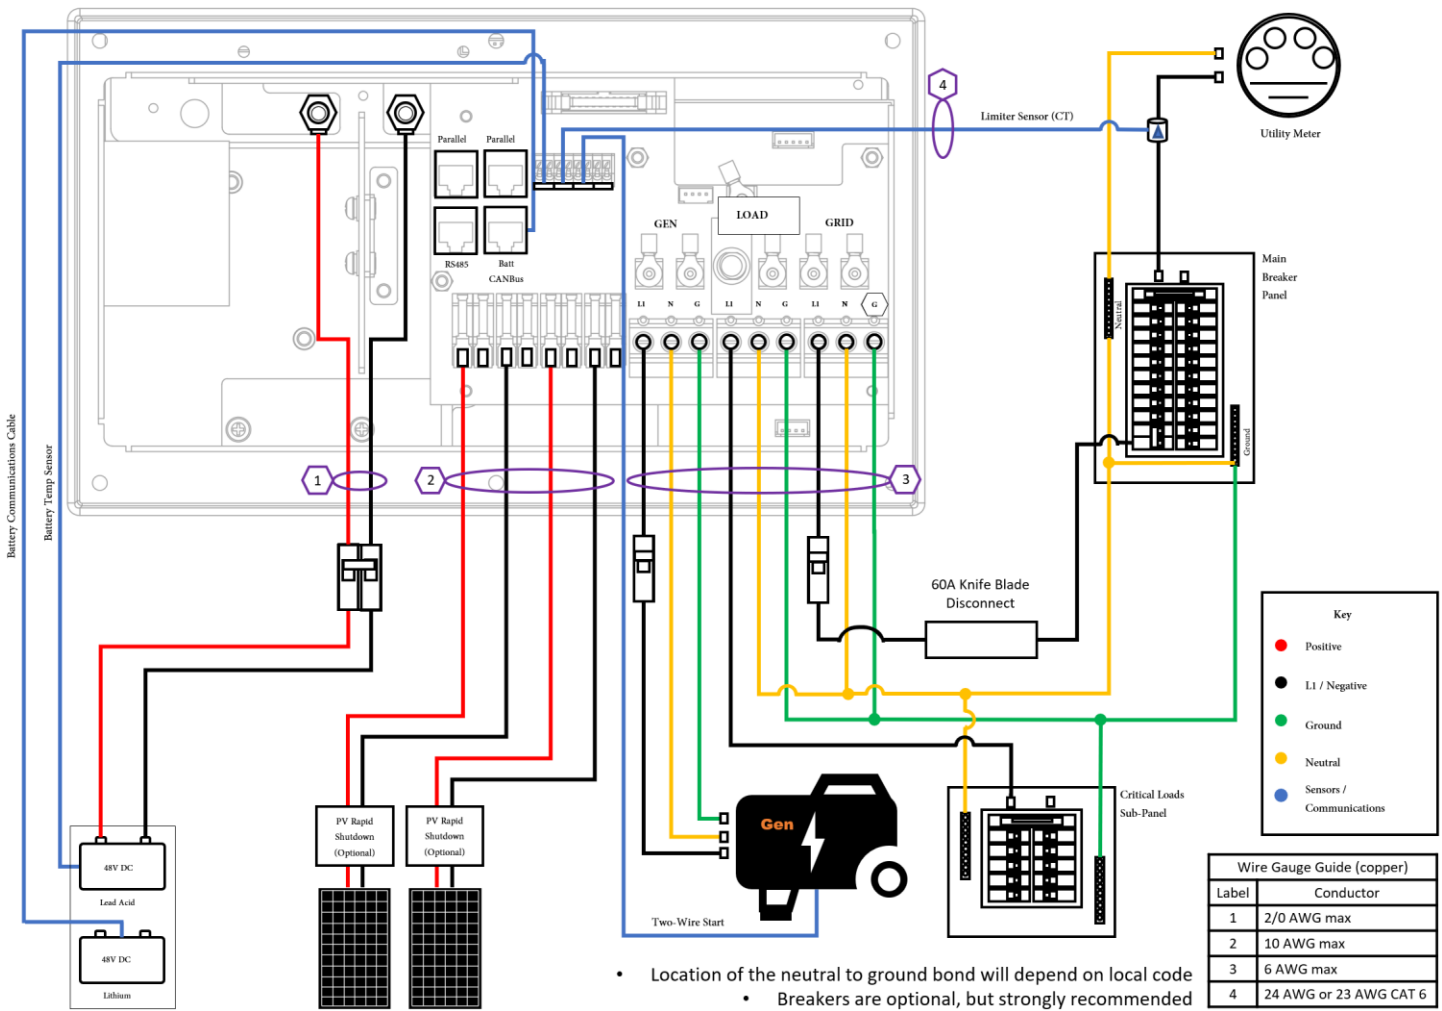 4
Limiter Sensor (CT)
Utility Meter
Parallel
Parallel
RS485
Batt
CANBus
GEN
LOAD
GRID
L1
N
G
L1
N
G
L1
N
G
Main
Breaker
Panel
Neutral
Ground
Battery Communications Cable
Battery Temp Sensor
1
2
3
60A Knife Blade
Disconnect
Key
Positive
L1 / Negative
Ground
Neutral
Sensors /
Communications
PV Rapid
Shutdown
(Optional)
PV Rapid
Shutdown
(Optional)
Gen
Critical Loads
Sub-Panel
48V DC
Lead Acid
48V DC
Lithium
Two-Wire Start
Wire Gauge Guide (copper)
Label Conductor
1 2/0 AWG max
2 10 AWG max
3 6 AWG max
4 24 AWG or 23 AWG CAT 6
• Location of the neutral to ground bond will depend on local code
• Breakers are optional, but strongly recommended